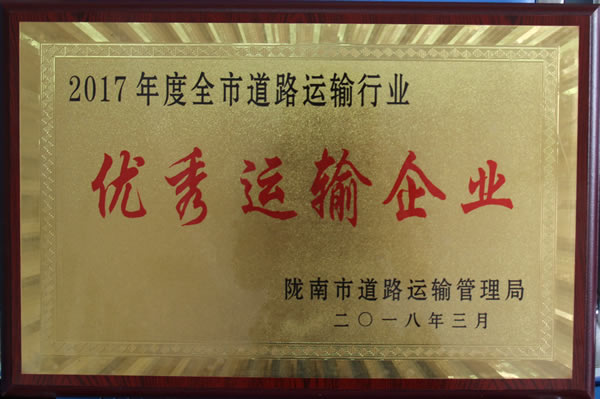 2017年度全市道路运输行业
优秀运输企业
陇南市道路运输管理局
二〇一八年三月